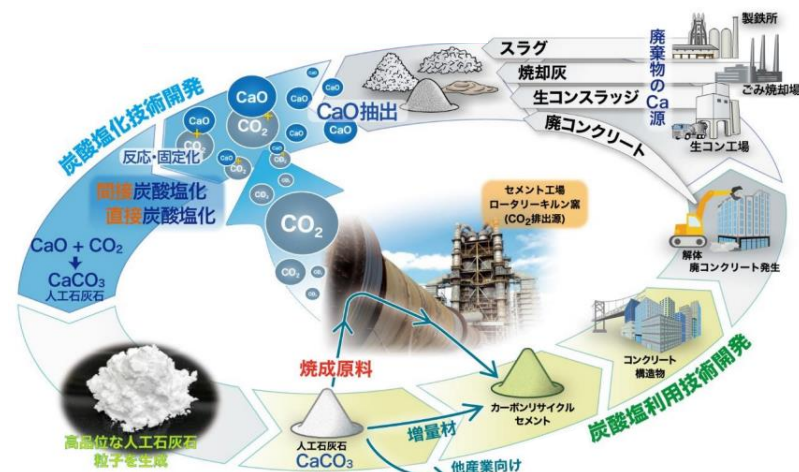 スラグ
焼却灰
生コンスラッジ
廃コンクリート
廃棄物のCa源
製鉄所
ごみ焼却場
生コン工場
解体
廃コンクリート発生
コンクリート
構造物
炭酸塩利用技術開発
炭酸塩化技術開発
CaO
CaO
CaO
CaO
CaO
CaO
CaO
CaO抽出
CO₂
CO₂
CO₂
CO₂
CO₂
反応・固定化
間接炭酸塩化
直接炭酸塩化
CaO + CO₂
CaCO₃
人工石灰石
セメント工場
ロータリーキルン窯
(CO₂排出源)
高品位な人工石灰石
粒子を生成
焼成原料
人工石灰石
CaCO₃
増量材
カーボンリサイクル
セメント
他産業向け